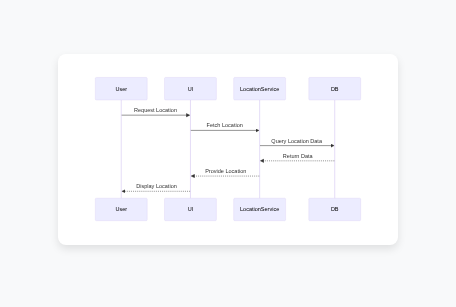 User UI LocationService DB
Request Location
Fetch Location
Query Location Data
Return Data
Provide Location
Display Location
User UI LocationService DB